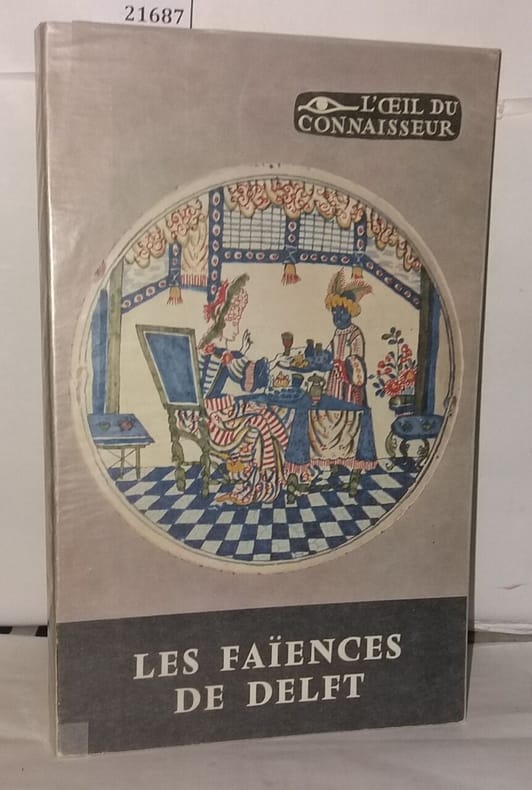 21687
L'ŒIL DU
CONNAISSEUR
LES FAÏENCES
DE DELFT